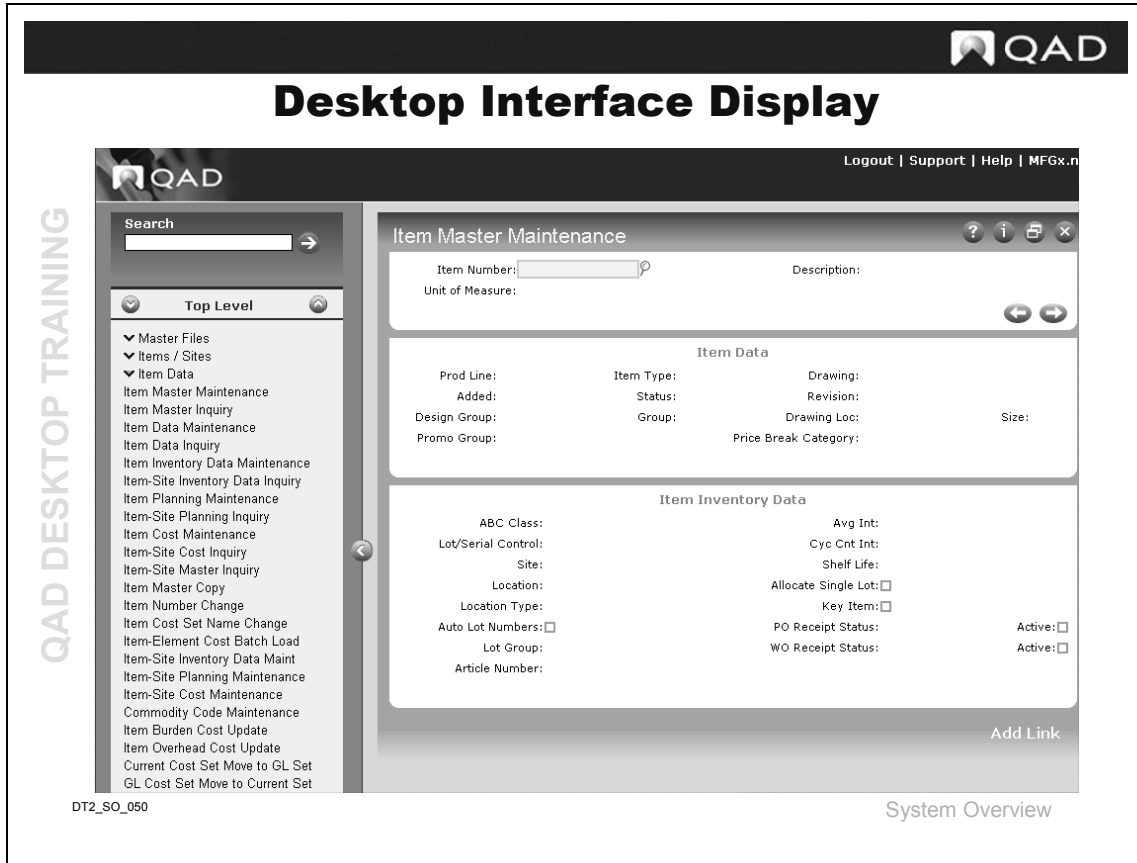 QAD
Desktop Interface Display
QAD DESKTOP TRAINING
QAD
Logout | Support | Help | MFGx.n
Search
Top Level
Master Files
Items / Sites
Item Data
Item Master Maintenance
Item Master Inquiry
Item Data Maintenance
Item Data Inquiry
Item Inventory Data Maintenance
Item-Site Inventory Data Inquiry
Item Planning Maintenance
Item-Site Planning Inquiry
Item Cost Maintenance
Item-Site Cost Inquiry
Item-Site Master Inquiry
Item Master Copy
Item Number Change
Item Cost Set Name Change
Item-Element Cost Batch Load
Item-Site Inventory Data Maint
Item-Site Planning Maintenance
Item-Site Cost Maintenance
Commodity Code Maintenance
Item Burden Cost Update
Item Overhead Cost Update
Current Cost Set Move to GL Set
GL Cost Set Move to Current Set
Item Master Maintenance ? i
Item Number: Description:
Unit of Measure:
Item Data
Prod Line: Item Type: Drawing:
Added: Status: Revision:
Design Group: Group: Drawing Loc: Size:
Promo Group: Price Break Category:
Item Inventory Data
ABC Class: Avg Int:
Lot/Serial Control: Cyc Cnt Int:
Site: Shelf Life:
Location: Allocate Single Lot:
Location Type: Key Item:
Auto Lot Numbers: PO Receipt Status: Active:
Lot Group: WO Receipt Status: Active:
Article Number:
Add Link
DT2_SO_050
System Overview